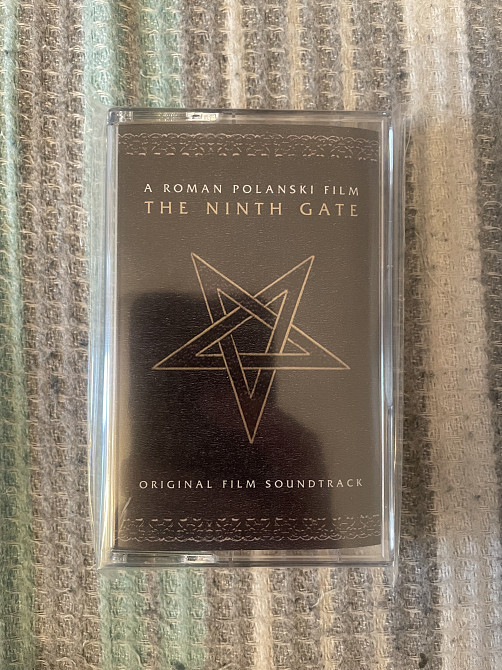 A ROMAN POLANSKI FILM
THE NINTH GATE
ORIGINAL FILM SOUNDTRACK